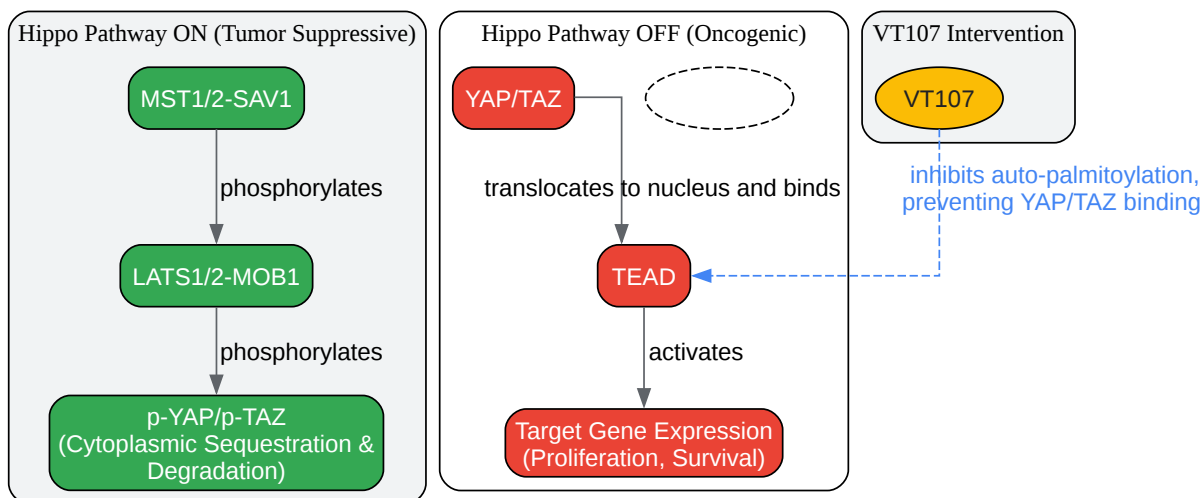 Hippo Pathway ON (Tumor Suppressive)
MST1/2-SAV1
phosphorylates
LATS1/2-MOB1
phosphorylates
p-YAP/p-TAZ
(Cytoplasmic Sequestration &
Degradation)
Hippo Pathway OFF (Oncogenic)
YAP/TAZ
translocates to nucleus and binds
TEAD
activates
Target Gene Expression
(Proliferation, Survival)
VT107 Intervention
VT107
inhibits auto-palmitoylation,
preventing YAP/TAZ binding